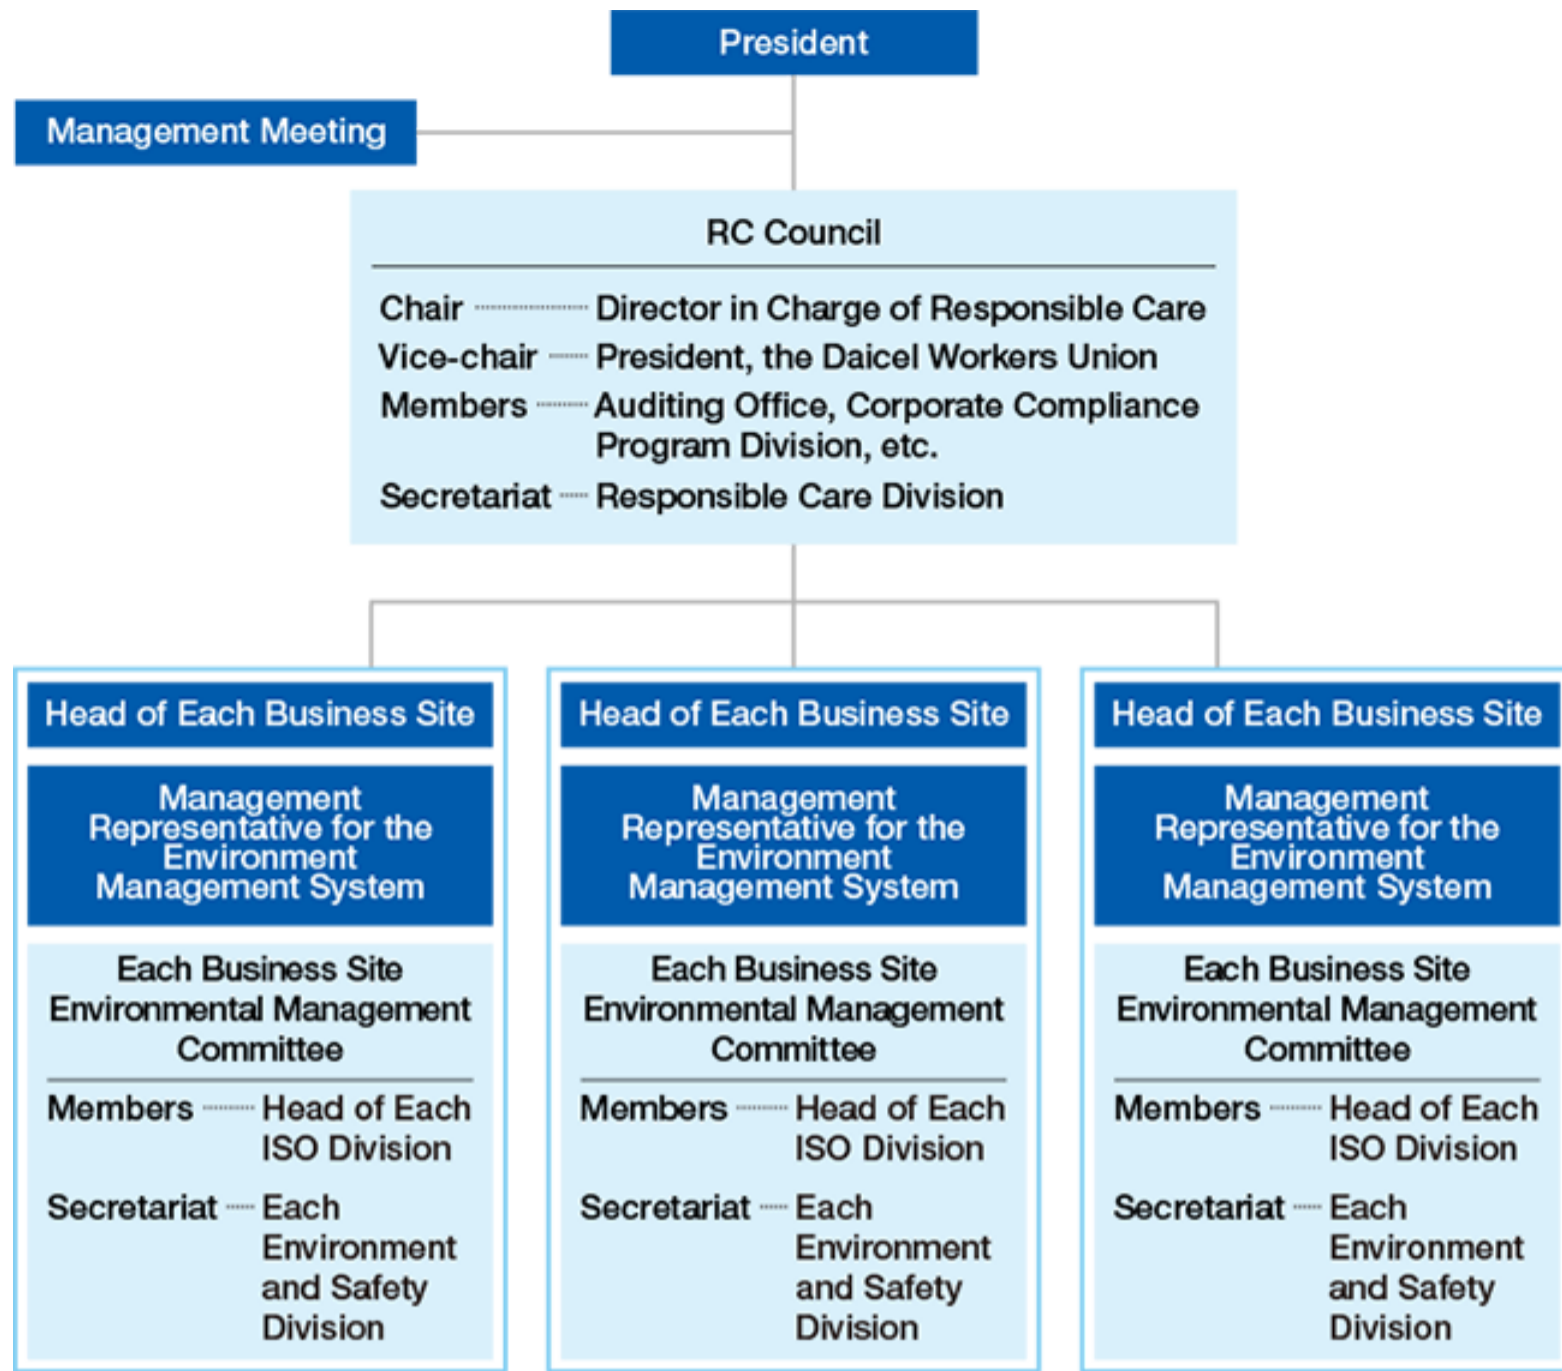 President
Management Meeting
RC Council
Chair ---------- Director in Charge of Responsible Care
Vice-chair ----- President, the Daicel Workers Union
Members ------ Auditing Office, Corporate Compliance
Program Division, etc.
Secretariat ---- Responsible Care Division
Head of Each Business Site
Management
Representative for the
Environment
Management System
Each Business Site
Environmental Management
Committee
Members ------ Head of Each
ISO Division
Secretariat ---- Each
Environment
and Safety
Division
Head of Each Business Site
Management
Representative for the
Environment
Management System
Each Business Site
Environmental Management
Committee
Members ------ Head of Each
ISO Division
Secretariat ---- Each
Environment
and Safety
Division
Head of Each Business Site
Management
Representative for the
Environment
Management System
Each Business Site
Environmental Management
Committee
Members ------ Head of Each
ISO Division
Secretariat ---- Each
Environment
and Safety
Division